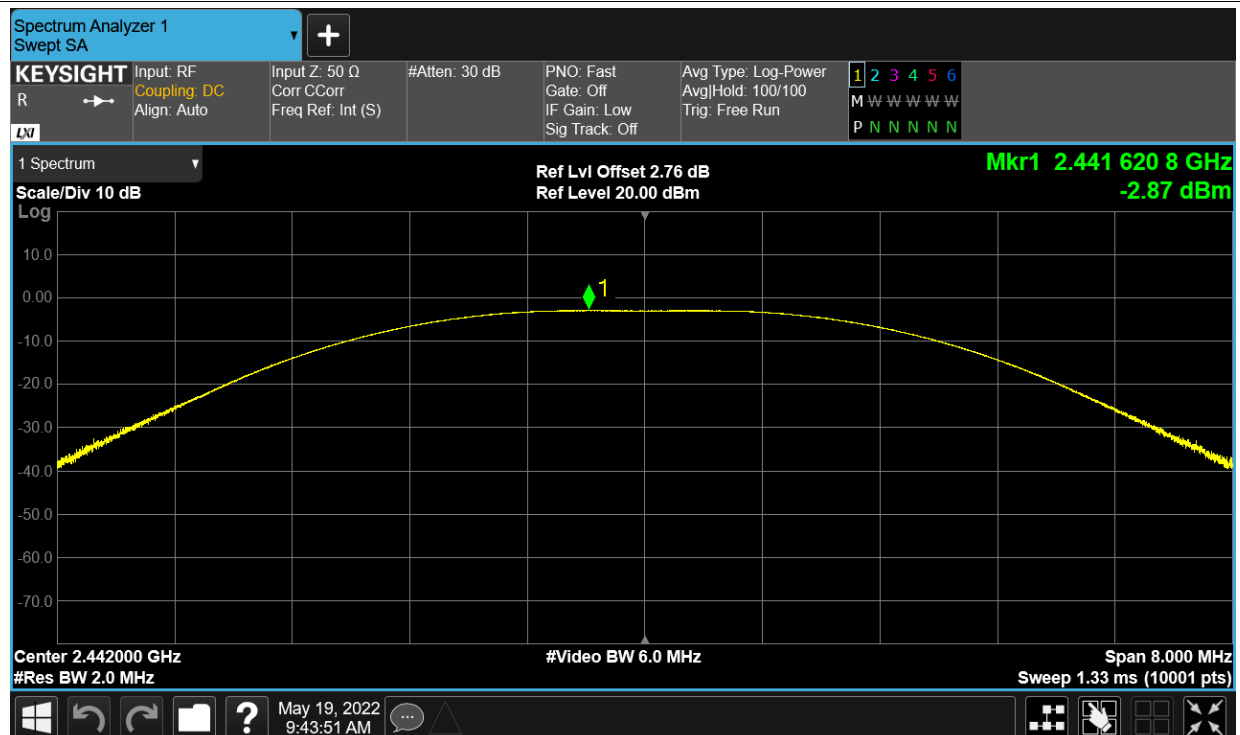 Spectrum Analyzer 1
Swept SA
+
KEYSIGHT
R
LXI
Input: RF
Coupling: DC
Align: Auto
Input Z: 50 Ω
Corr CCorr
Freq Ref: Int (S)
#Atten: 30 dB
PNO: Fast
Gate: Off
IF Gain: Low
Sig Track: Off
Avg Type: Log-Power
Avg|Hold: 100/100
Trig: Free Run
1 2 3 4 5 6
M W W W W W
P N N N N N
1 Spectrum
Scale/Div 10 dB
Ref Lvl Offset 2.76 dB
Ref Level 20.00 dBm
Mkr1 2.441 620 8 GHz
-2.87 dBm
Log
10.0
0.00
1
-10.0
-20.0
-30.0
-40.0
-50.0
-60.0
-70.0
Center 2.442000 GHz
#Res BW 2.0 MHz
#Video BW 6.0 MHz
Span 8.000 MHz
Sweep 1.33 ms (10001 pts)
?
May 19, 2022
9:43:51 AM